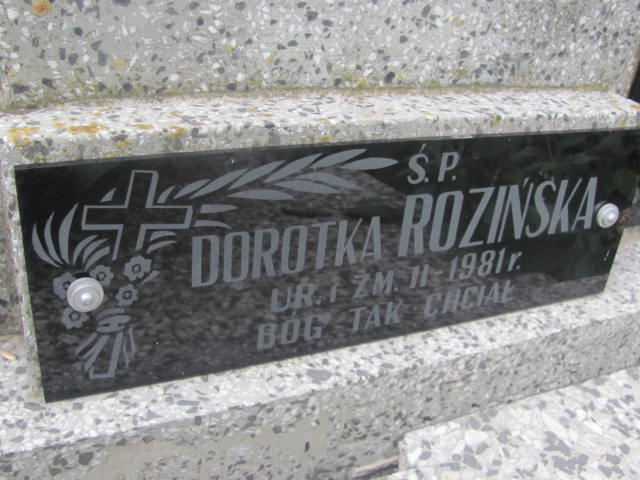 Ś.P.
DOROTKA ROZIŃSKA
UR. i ZM. 11-1981 r.
BÓG TAK CHCIAŁ